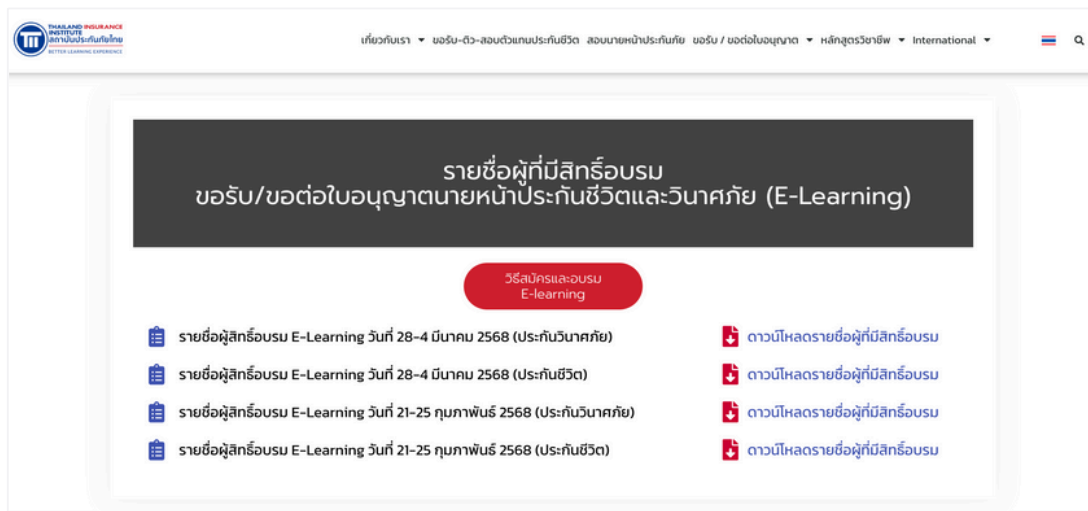 THAILAND INSURANCE
INSTITUTE
สถาบันประกันภัยไทย
BETTER LEARNING EXPERIENCE
TII
เกี่ยวกับเรา ขอรับ-ติว-สอบตัวแทนประกันชีวิต สอบนายหน้าประกันภัย ขอรับ / ขอต่อใบอนุญาต หลักสูตรวิชาชีพ International
รายชื่อผู้ที่มีสิทธิ์อบรม
ขอรับ/ขอต่อใบอนุญาตนายหน้าประกันชีวิตและวินาศภัย (E-Learning)
วิธีสมัครและอบรม
E-learning
รายชื่อผู้สิทธิ์อบรม E-Learning วันที่ 28-4 มีนาคม 2568 (ประกันวินาศภัย) ดาวน์โหลดรายชื่อผู้ที่มีสิทธิ์อบรม
รายชื่อผู้สิทธิ์อบรม E-Learning วันที่ 28-4 มีนาคม 2568 (ประกันชีวิต) ดาวน์โหลดรายชื่อผู้ที่มีสิทธิ์อบรม
รายชื่อผู้สิทธิ์อบรม E-Learning วันที่ 21-25 กุมภาพันธ์ 2568 (ประกันวินาศภัย) ดาวน์โหลดรายชื่อผู้ที่มีสิทธิ์อบรม
รายชื่อผู้สิทธิ์อบรม E-Learning วันที่ 21-25 กุมภาพันธ์ 2568 (ประกันชีวิต) ดาวน์โหลดรายชื่อผู้ที่มีสิทธิ์อบรม